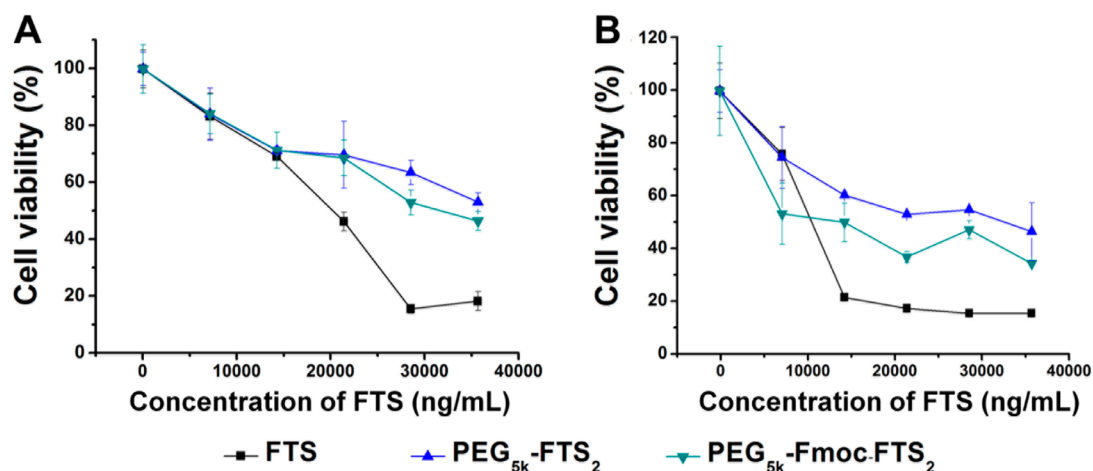 A
B
Cell viability (%)
100
80
60
40
20
0
0 10000 20000 30000 40000
Concentration of FTS (ng/mL)
Cell viability (%)
120
100
80
60
40
20
0
0 10000 20000 30000 40000
Concentration of FTS (ng/mL)
FTS PEG5k-FTS2 PEG5k-Fmoc-FTS2